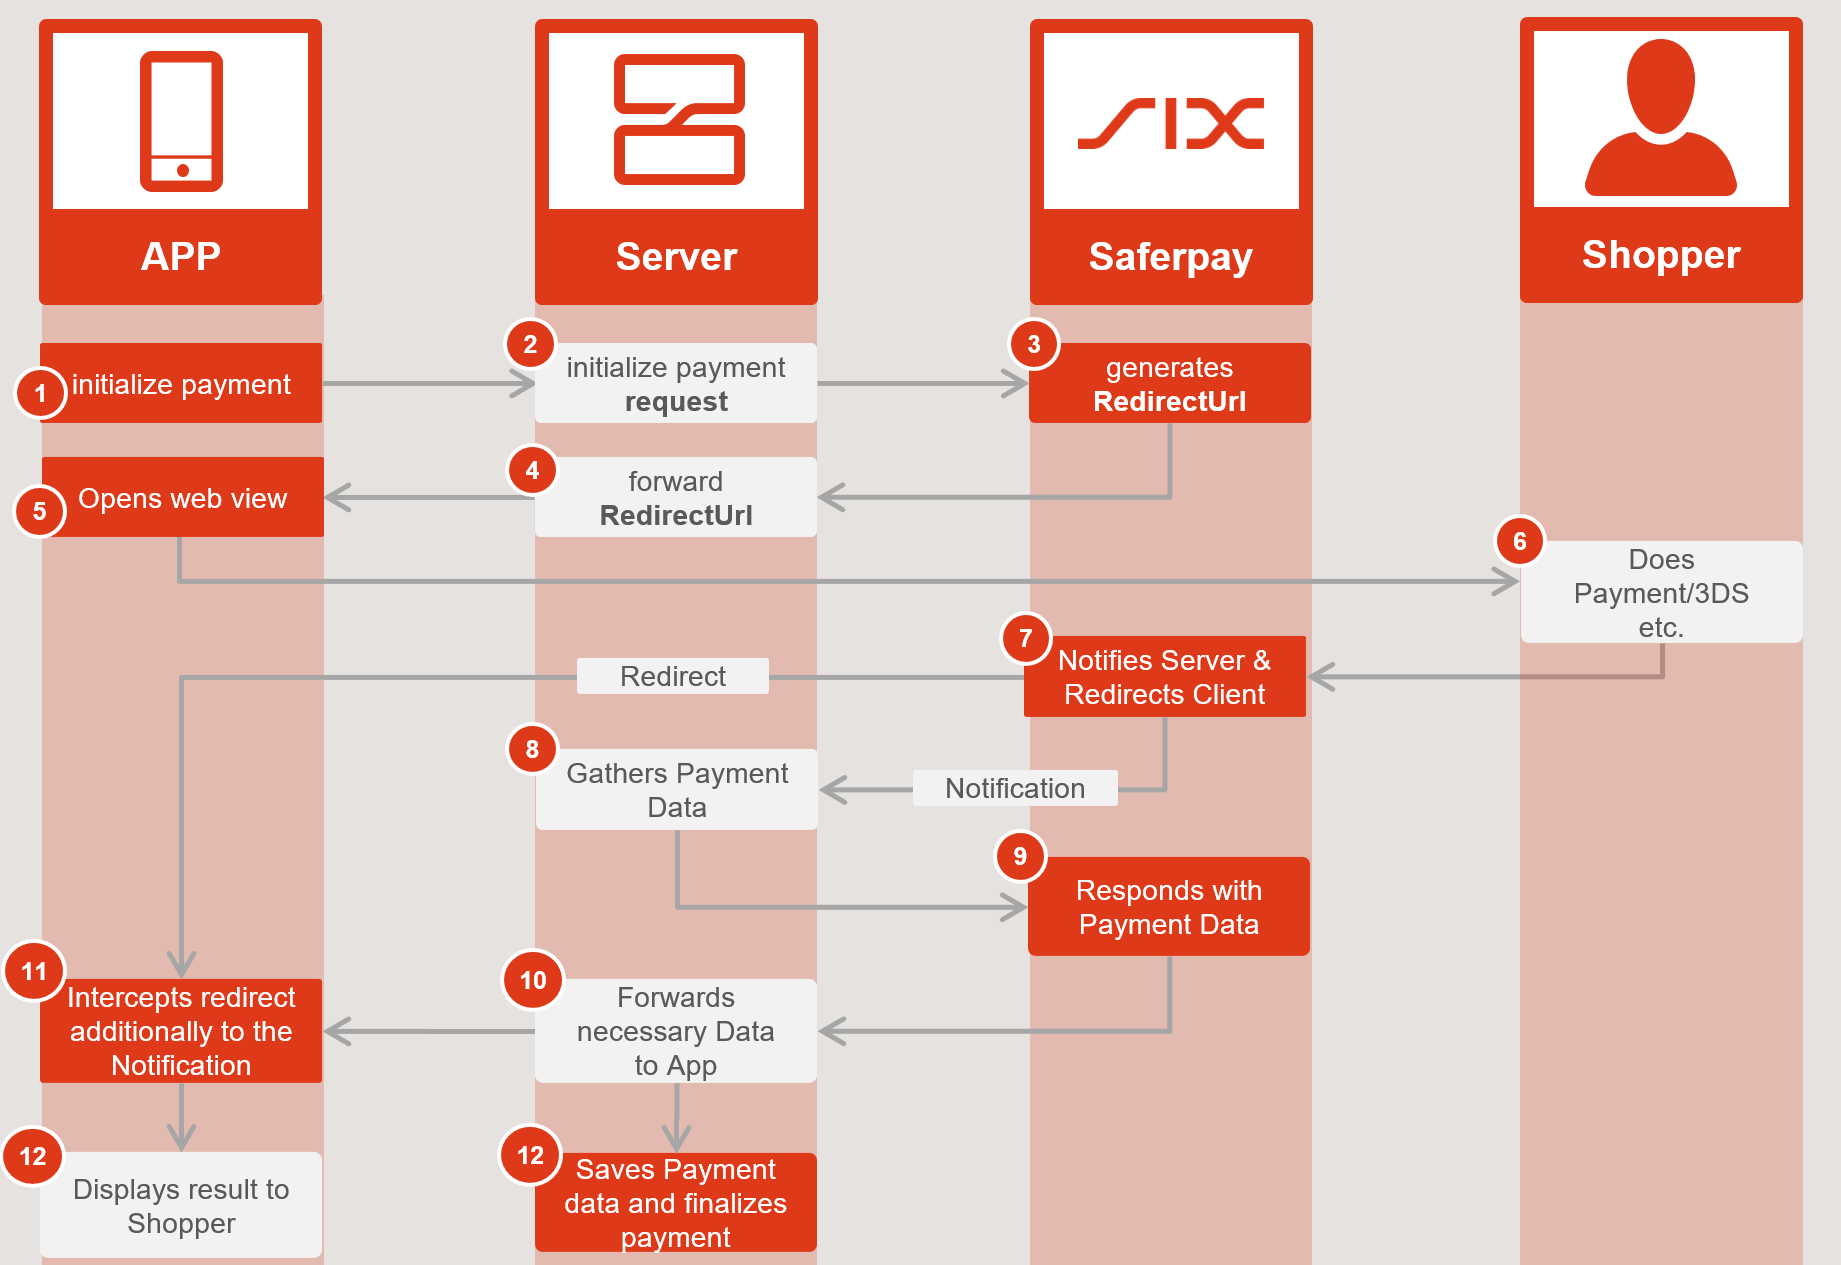 SIX
APP
Server
Saferpay
Shopper
1
initialize payment
2
initialize payment
request
3
generates
RedirectUrl
4
forward
RedirectUrl
5
Opens web view
6
Does
Payment/3DS
etc.
7
Notifies Server &
Redirects Client
Redirect
8
Gathers Payment
Data
Notification
9
Responds with
Payment Data
10
Forwards
necessary Data
to App
11
Intercepts redirect
additionally to the
Notification
12
Displays result to
Shopper
12
Saves Payment
data and finalizes
payment